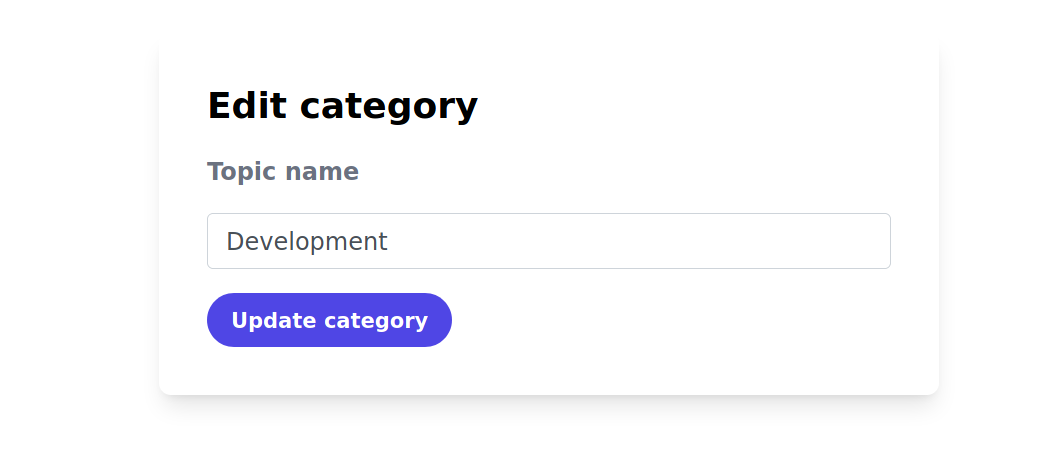 Edit category
Topic name
Development
Update category